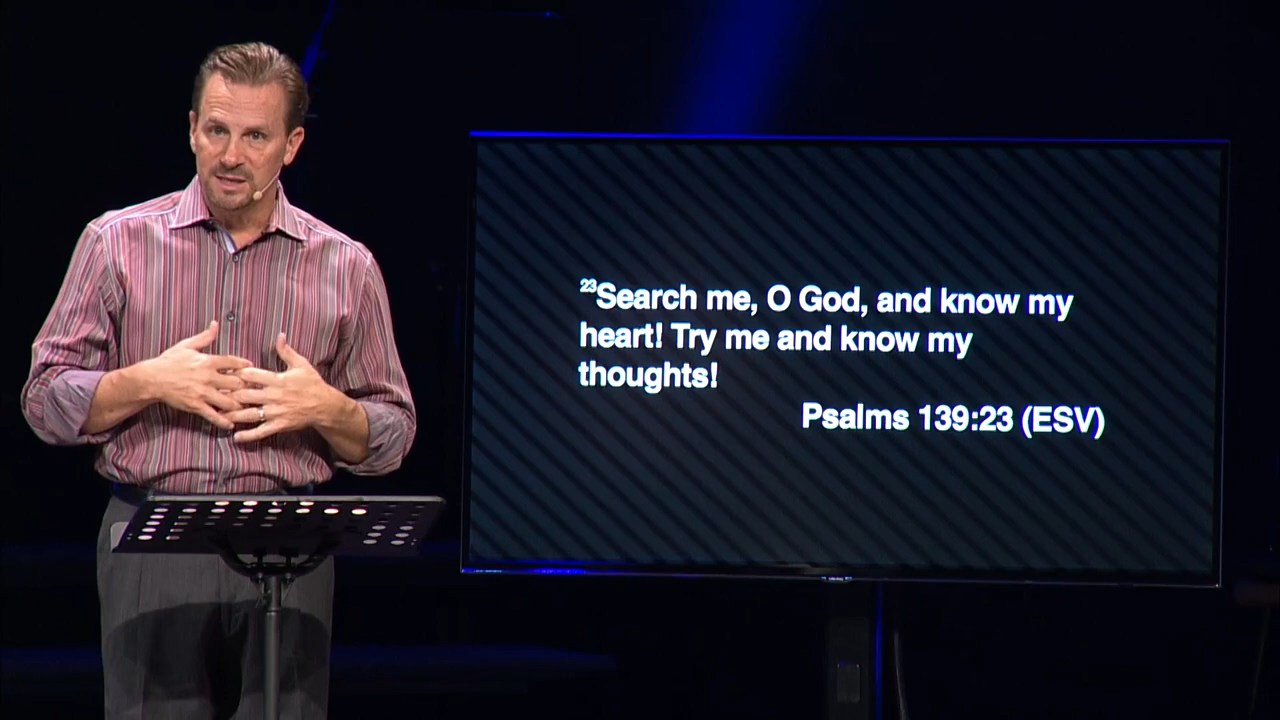 ²³Search me, O God, and know my
heart! Try me and know my
thoughts!
Psalms 139:23 (ESV)